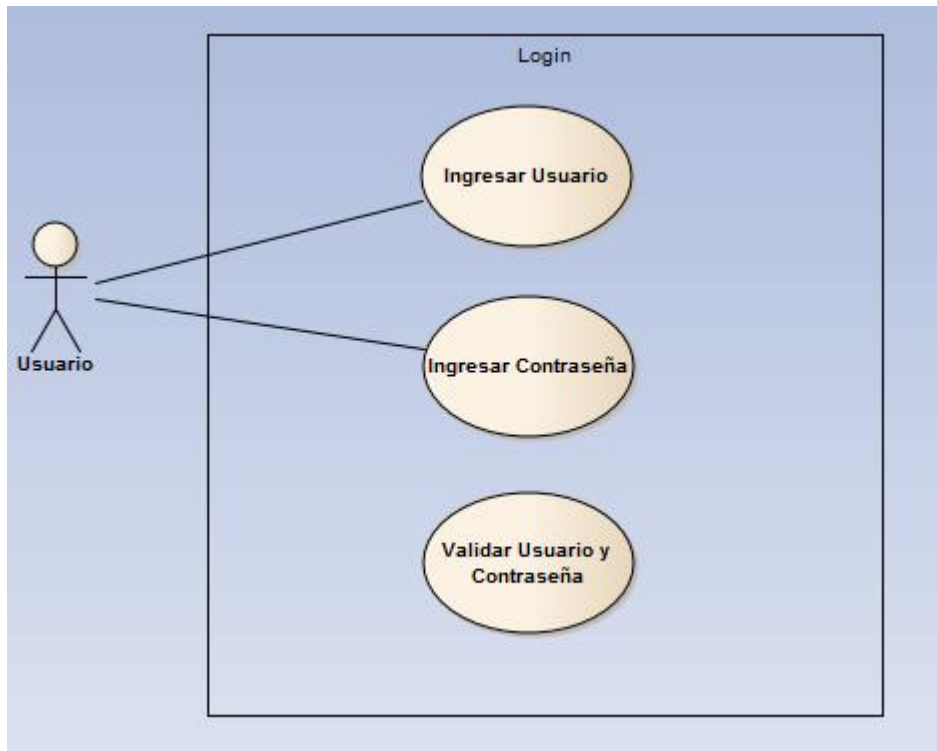 Login
Ingresar Usuario
Ingresar Contraseña
Usuario
Validar Usuario y
Contraseña